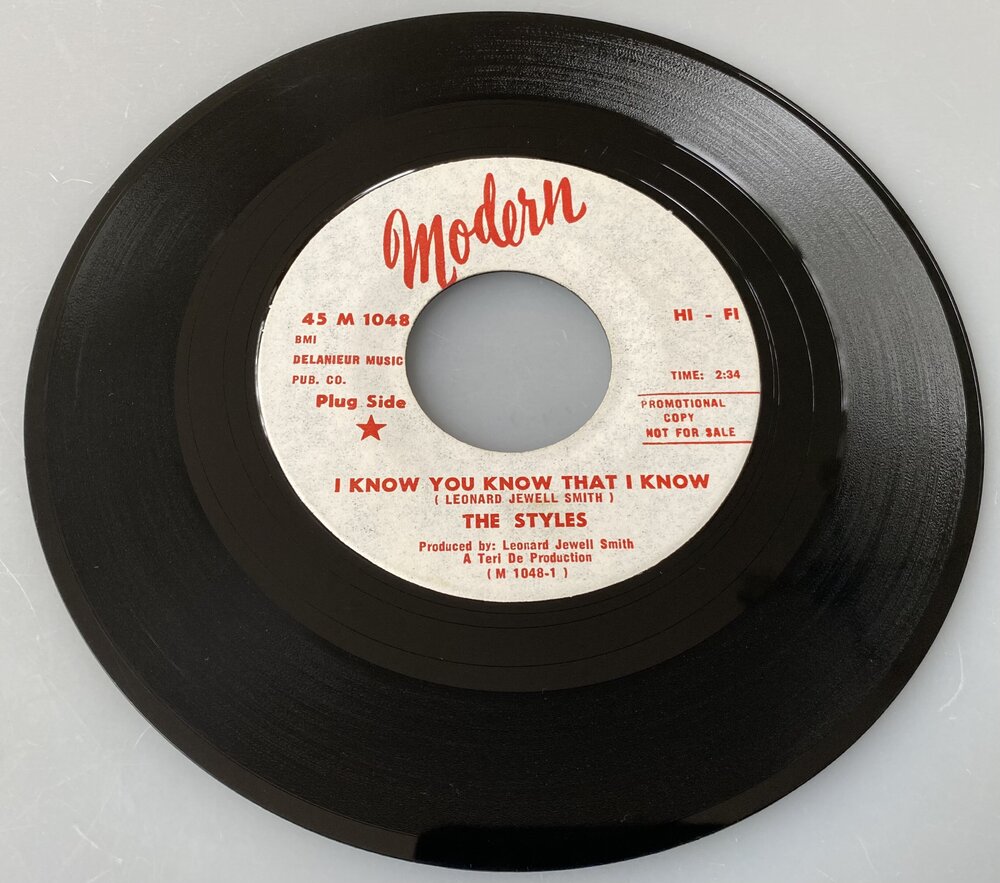 Modern
45 M 1048
HI - FI
BMI
DELANIEUR MUSIC
PUB. CO.
TIME: 2:34
Plug Side
PROMOTIONAL
COPY
NOT FOR SALE
I KNOW YOU KNOW THAT I KNOW
( LEONARD JEWELL SMITH )
THE STYLES
Produced by: Leonard Jewell Smith
A Teri De Production
( M 1048-1 )